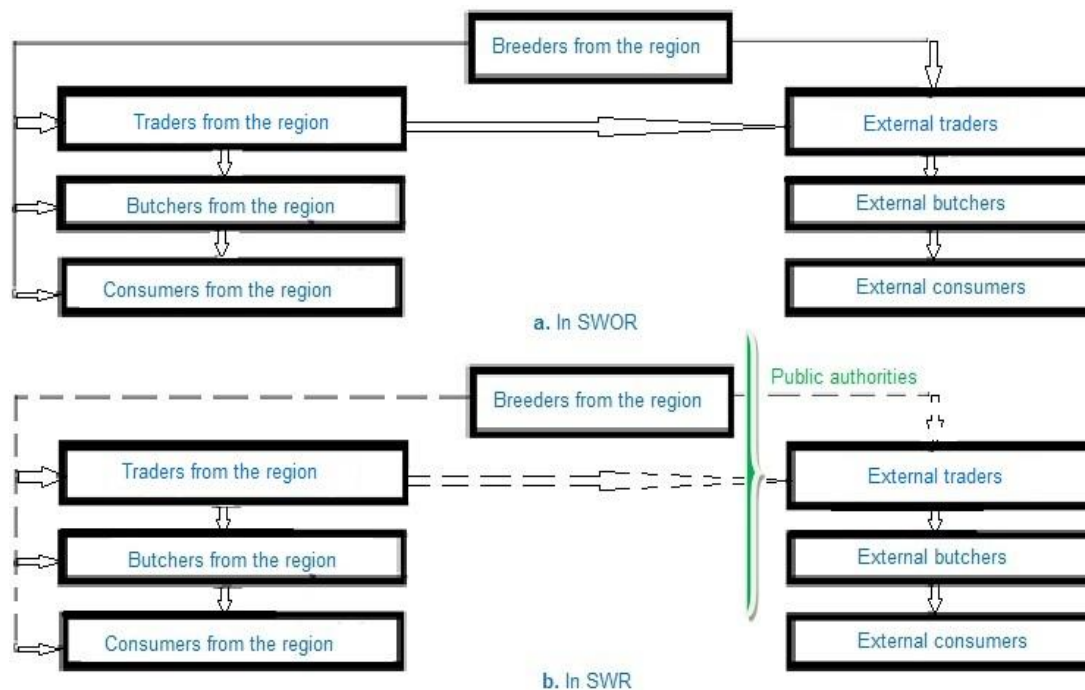 Breeders from the region
Traders from the region
External traders
Butchers from the region
External butchers
Consumers from the region
External consumers
a. In SWOR
Public authorities
Breeders from the region
Traders from the region
External traders
Butchers from the region
External butchers
Consumers from the region
External consumers
b. In SWR